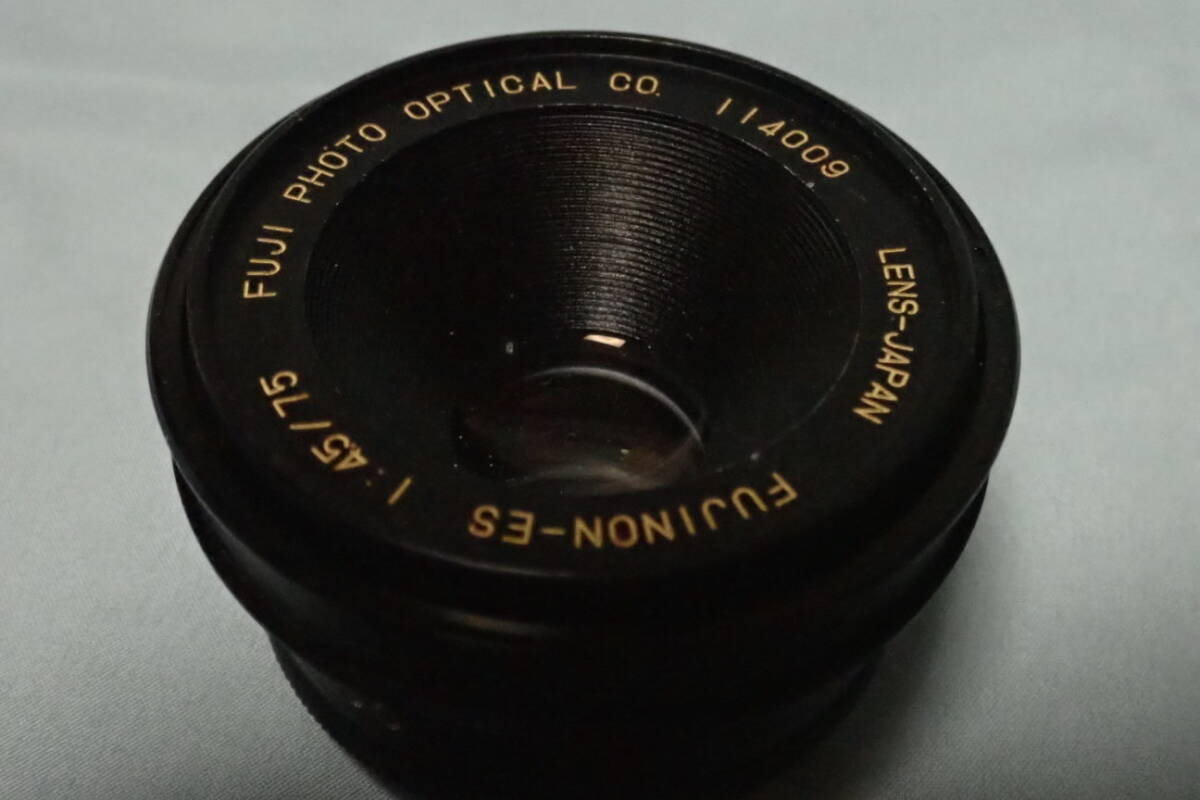 FUJI PHOTO OPTICAL CO. 114009
LENS-JAPAN
FUJINON-ES 1:4.5/75